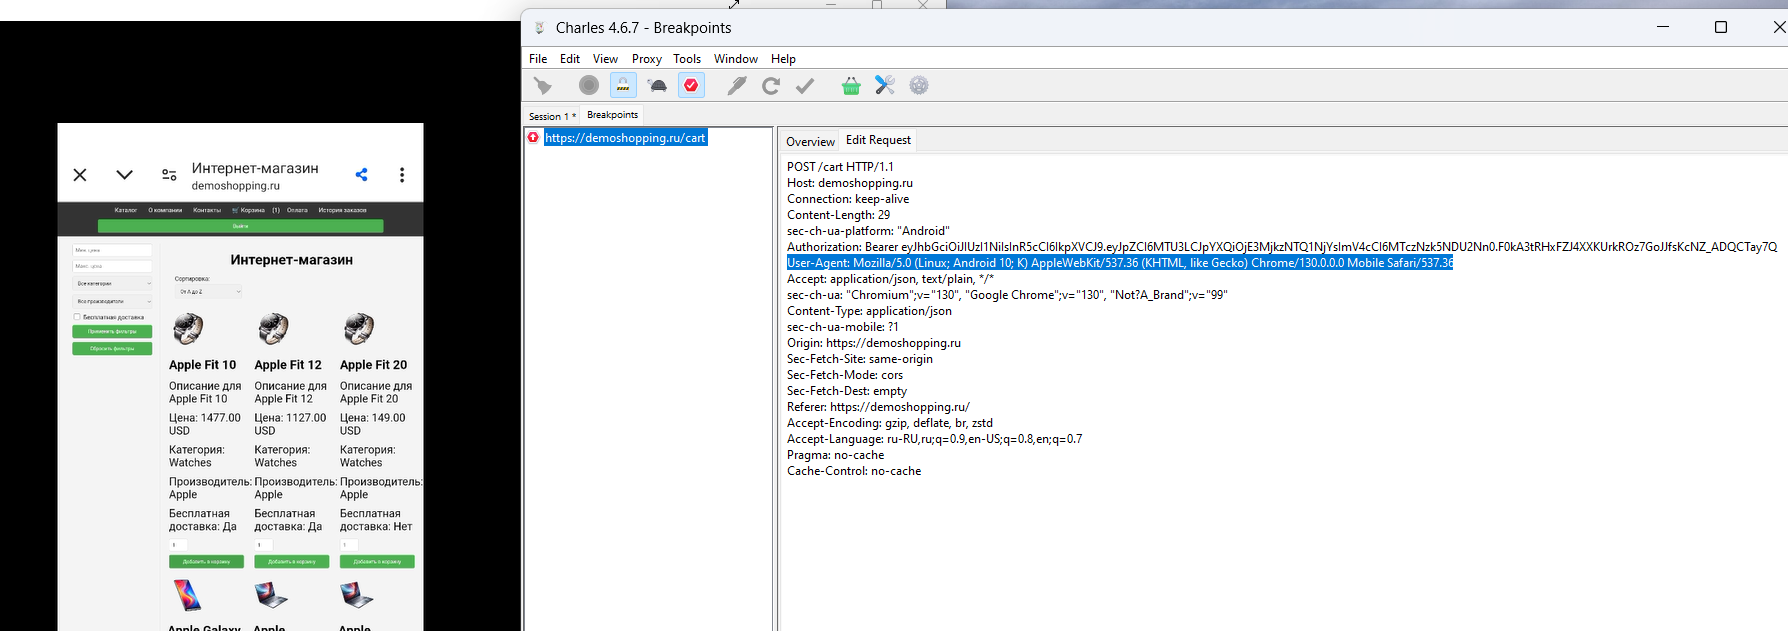 Charles 4.6.7 - Breakpoints
File Edit View Proxy Tools Window Help
Session 1 * Breakpoints
https://demoshopping.ru/cart
Overview Edit Request
POST /cart HTTP/1.1
Host: demoshopping.ru
Connection: keep-alive
Content-Length: 29
sec-ch-ua-platform: "Android"
Authorization: Bearer eyJhbGciOiJIUzI1NiIsInR5cCI6IkpXVCJ9.eyJpZCI6MTU3LCJpYXQiOjE3MjkzNTQ1NjYsImV4cCI6MTczNzk5NDU2Nn0.F0kA3tRHxFZJ4XXKUrkROz7GoJJfsKcNZ_ADQCTay7Q
User-Agent: Mozilla/5.0 (Linux; Android 10; K) AppleWebKit/537.36 (KHTML, like Gecko) Chrome/130.0.0.0 Mobile Safari/537.36
Accept: application/json, text/plain, */*
sec-ch-ua: "Chromium";v="130", "Google Chrome";v="130", "Not?A_Brand";v="99"
Content-Type: application/json
sec-ch-ua-mobile: ?1
Origin: https://demoshopping.ru
Sec-Fetch-Site: same-origin
Sec-Fetch-Mode: cors
Sec-Fetch-Dest: empty
Referer: https://demoshopping.ru/
Accept-Encoding: gzip, deflate, br, zstd
Accept-Language: ru-RU,ru;q=0.9,en-US;q=0.8,en;q=0.7
Pragma: no-cache
Cache-Control: no-cache
Интернет-магазин
demoshopping.ru
Каталог О компании Контакты Корзина (1) Оплата История заказов
Выйти
Мин. цена
Макс. цена
Все категории
Все производители
Бесплатная доставка
Применить фильтры
Сбросить фильтры
Интернет-магазин
Сортировка:
От А до Z
Apple Fit 10 Apple Fit 12 Apple Fit 20
Описание для Описание для Описание для
Apple Fit 10 Apple Fit 12 Apple Fit 20
Цена: 1477.00 Цена: 1127.00 Цена: 149.00
USD USD USD
Категория: Категория: Категория:
Watches Watches Watches
Производитель: Производитель: Производитель:
Apple Apple Apple
Бесплатная Бесплатная Бесплатная
доставка: Да доставка: Да доставка: Нет
1 1 1
Добавить в корзину Добавить в корзину Добавить в корзину
Apple Galaxy Apple Apple